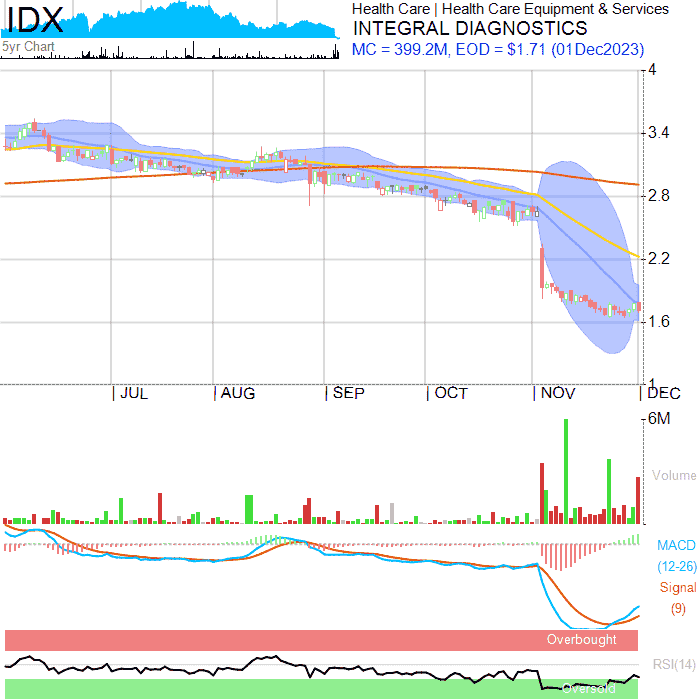 IDX
5yr Chart
Health Care | Health Care Equipment & Services
INTEGRAL DIAGNOSTICS
MC = 399.2M, EOD = $1.71 (01Dec2023)
4
3.4
2.8
2.2
1.6
1
JUL AUG SEP OCT NOV DEC
6M
Volume
MACD
(12-26)
Signal
(9)
Overbought
RSI(14)
Oversold